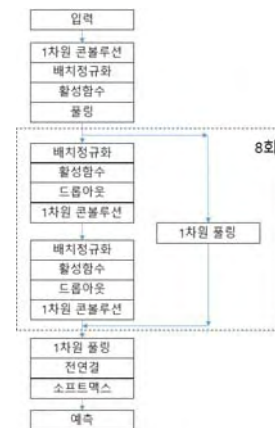 입력
1차원 콘볼루션
배치정규화
활성함수
풀링
8회
배치정규화
활성함수
드롭아웃
1차원 콘볼루션
1차원 풀링
배치정규화
활성함수
드롭아웃
1차원 콘볼루션
1차원 풀링
전연결
소프트맥스
예측